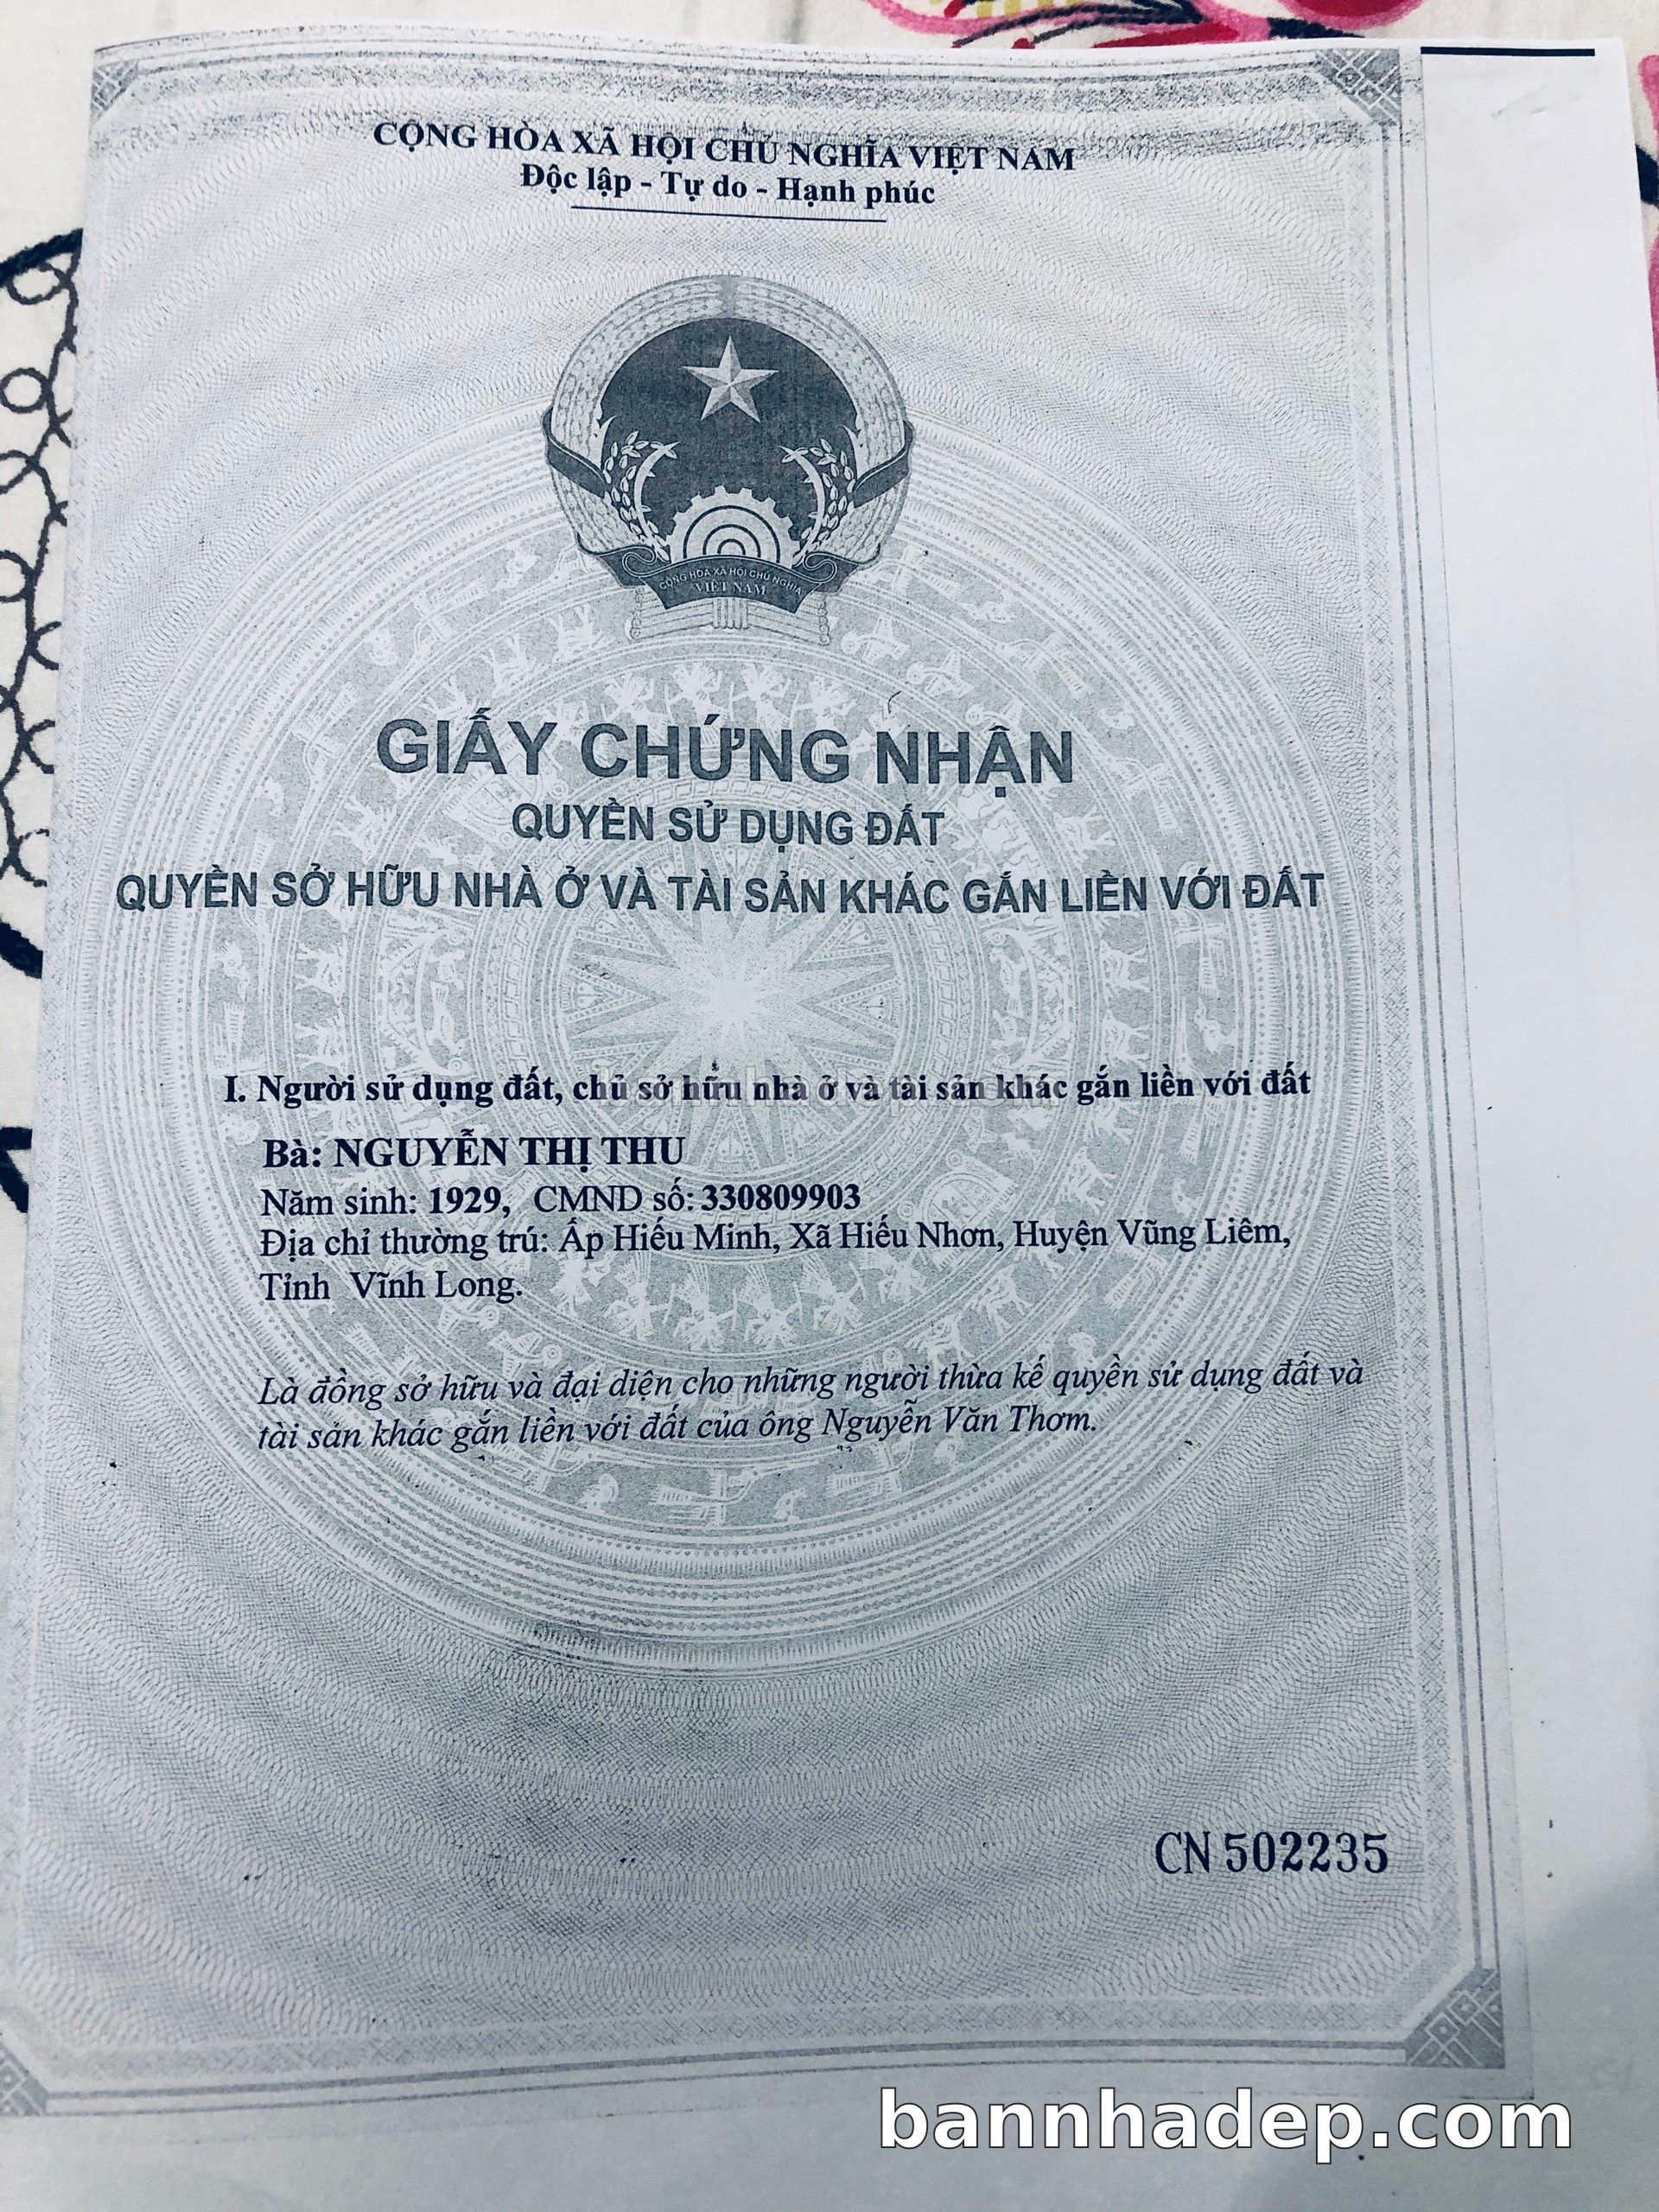 CỘNG HÒA XÃ HỘI CHỦ NGHĨA VIỆT NAM
Độc lập - Tự do - Hạnh phúc
CỘNG HÒA XÃ HỘI CHỦ NGHĨA
VIỆT NAM
GIẤY CHỨNG NHẬN
QUYỀN SỬ DỤNG ĐẤT
QUYỀN SỞ HỮU NHÀ Ở VÀ TÀI SẢN KHÁC GẮN LIỀN VỚI ĐẤT
I. Người sử dụng đất, chủ sở hữu nhà ở và tài sản khác gắn liền với đất
Bà: NGUYỄN THỊ THU
Năm sinh: 1929, CMND số: 330809903
Địa chỉ thường trú: Ấp Hiếu Minh, Xã Hiếu Nhơn, Huyện Vũng Liêm,
Tỉnh Vĩnh Long.
Là đồng sở hữu và đại diện cho những người thừa kế quyền sử dụng đất và
tài sản khác gắn liền với đất của ông Nguyễn Văn Thơm.
CN 502235
bannhadep.com